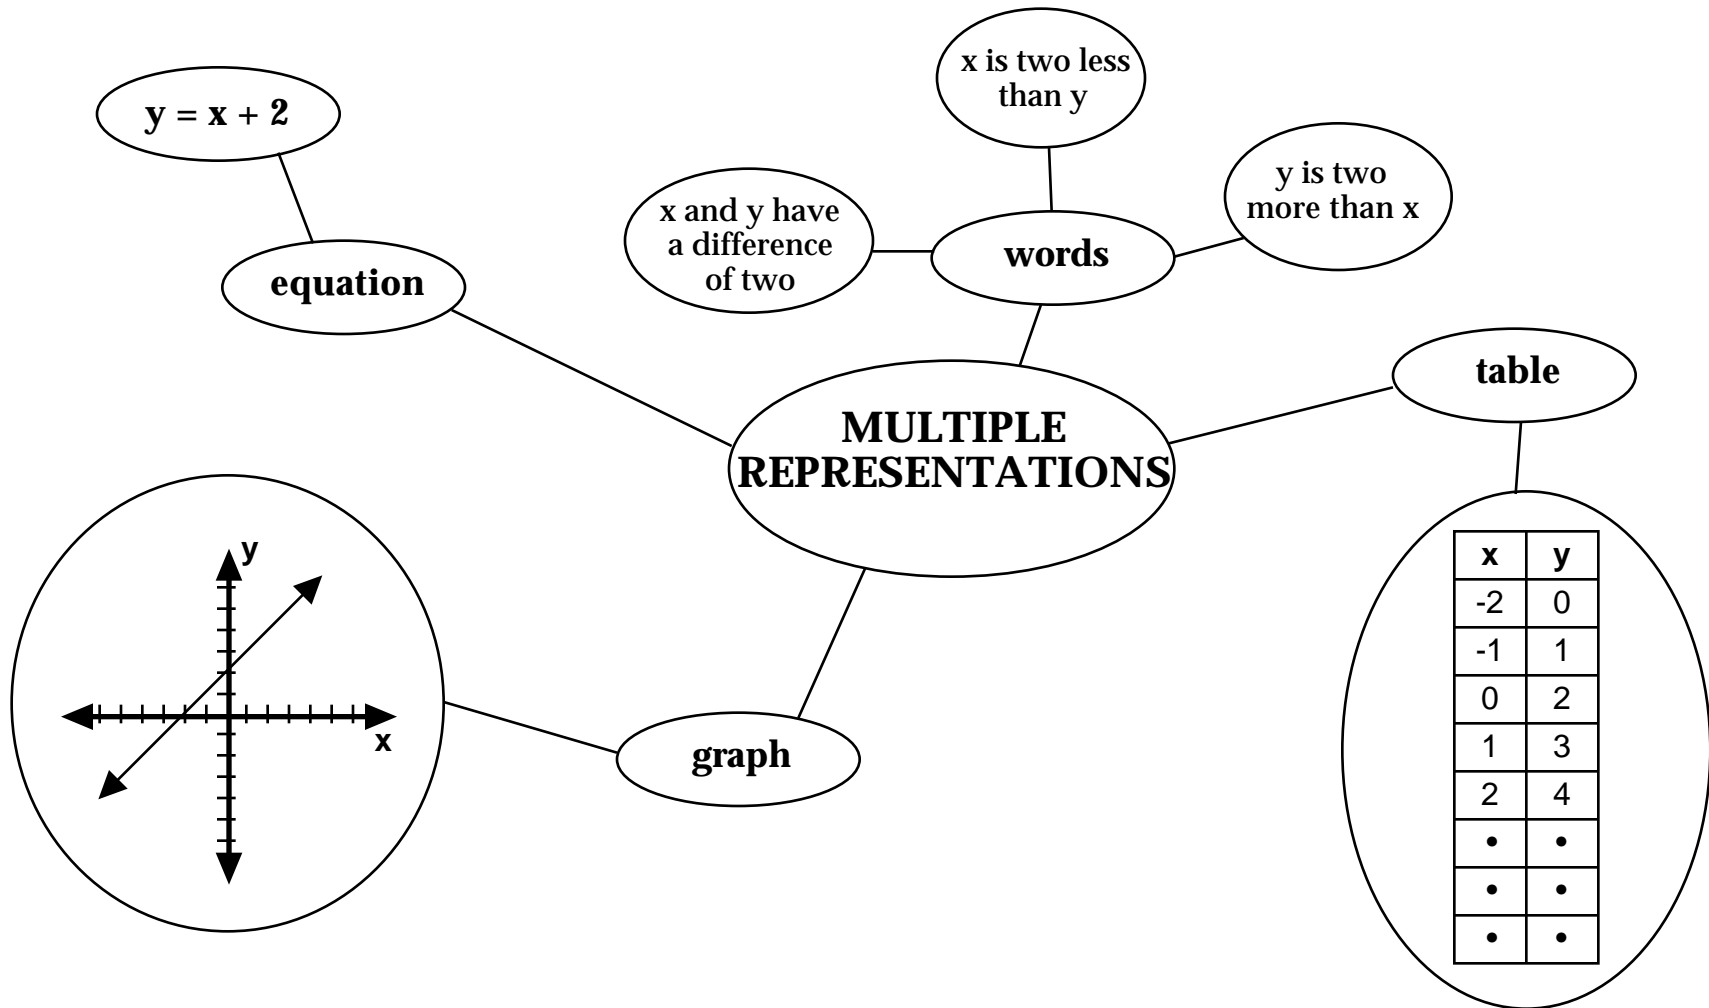 x is two less
than y
y = x + 2
y is two
more than x
x and y have
a difference
of two
words
equation
table
MULTIPLE
REPRESENTATIONS
y
x
graph
x y
-2 0
-1 1
0 2
1 3
2 4
• •
• •
• •